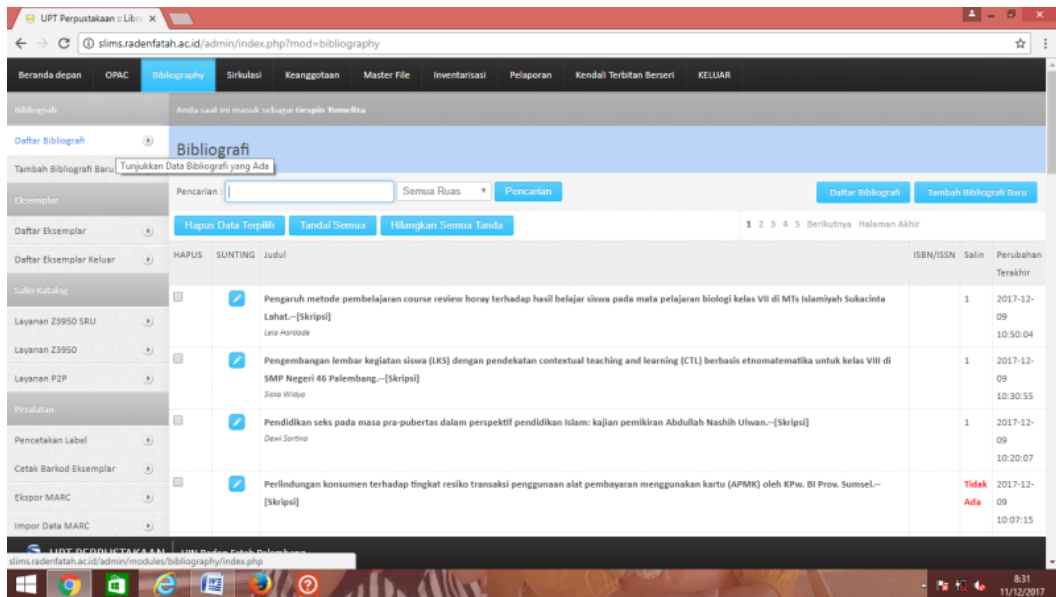 UPT Perpustakaan :: Libr
slims.radenfatah.ac.id/admin/index.php?mod=bibliography
Beranda depan OPAC Bibliography Sirkulasi Keanggotaan Master File Inventarisasi Pelaporan Kendali Terbitan Berseri KELUAR
Bibliografi
Anda saat ini masuk sebagai Gespin Yumeltra
Daftar Bibliografi
Bibliografi
Tambah Bibliografi Baru
Tunjukkan Data Bibliografi yang Ada
Pencarian : Semua Ruas Pencarian Daftar Bibliografi Tambah Bibliografi Baru
Eksemplar
Daftar Eksemplar
Hapus Data Terpilih Tandai Semua Hilangkan Semua Tanda 1 2 3 4 5 Berikutnya Halaman Akhir
Daftar Eksemplar Keluar
HAPUS SUNTING Judul ISBN/ISSN Salin Perubahan
Terakhir
Salin Katalog
Layanan Z3950 SRU
Layanan Z3950
Layanan P2P
Peralatan
Pencetakan Label
Cetak Barkod Eksemplar
Ekspor MARC
Impor Data MARC
Pengaruh metode pembelajaran course review horay terhadap hasil belajar siswa pada mata pelajaran biologi kelas VII di MTs Islamiyah Sukacinta 1 2017-12-
Lahat.--[Skripsi] 09
Lela Hardade 10:50:04
Pengembangan lembar kegiatan siswa (LKS) dengan pendekatan contextual teaching and learning (CTL) berbasis etnomatematika untuk kelas VIII di 1 2017-12-
SMP Negeri 46 Palembang.--[Skripsi] 09
Siska Widya 10:30:55
Pendidikan seks pada masa pra-pubertas dalam perspektif pendidikan Islam: kajian pemikiran Abdullah Nashih Ulwan.--[Skripsi] 1 2017-12-
Dewi Sartina 09
10:20:07
Perlindungan konsumen terhadap tingkat resiko transaksi penggunaan alat pembayaran menggunakan kartu (APMK) oleh KPw. BI Prov. Sumsel.-- Tidak 2017-12-
[Skripsi] Ada 09
10:07:15
UPT PERPUSTAKAAN UIN Raden Fatah Palembang
slims.radenfatah.ac.id/admin/modules/bibliography/index.php
8:31
11/12/2017